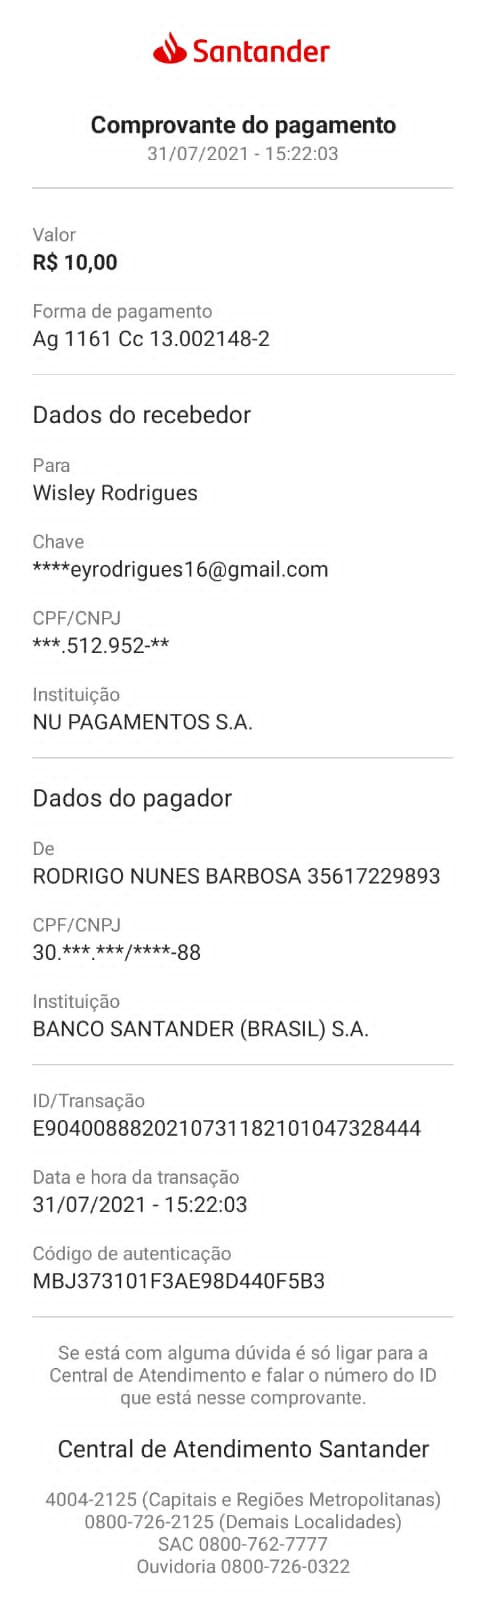 Santander
Comprovante do pagamento
31/07/2021 - 15:22:03
Valor
R$ 10,00
Forma de pagamento
Ag 1161 Cc 13.002148-2
Dados do recebedor
Para
Wisley Rodrigues
Chave
****eyrodrigues16@gmail.com
CPF/CNPJ
***.512.952-**
Instituição
NU PAGAMENTOS S.A.
Dados do pagador
De
RODRIGO NUNES BARBOSA 35617229893
CPF/CNPJ
30.***.***/****-88
Instituição
BANCO SANTANDER (BRASIL) S.A.
ID/Transação
E9040088820210731182101047328444
Data e hora da transação
31/07/2021 - 15:22:03
Código de autenticação
MBJ373101F3AE98D440F5B3
Se está com alguma dúvida é só ligar para a
Central de Atendimento e falar o número do ID
que está nesse comprovante.
Central de Atendimento Santander
4004-2125 (Capitais e Regiões Metropolitanas)
0800-726-2125 (Demais Localidades)
SAC 0800-762-7777
Ouvidoria 0800-726-0322